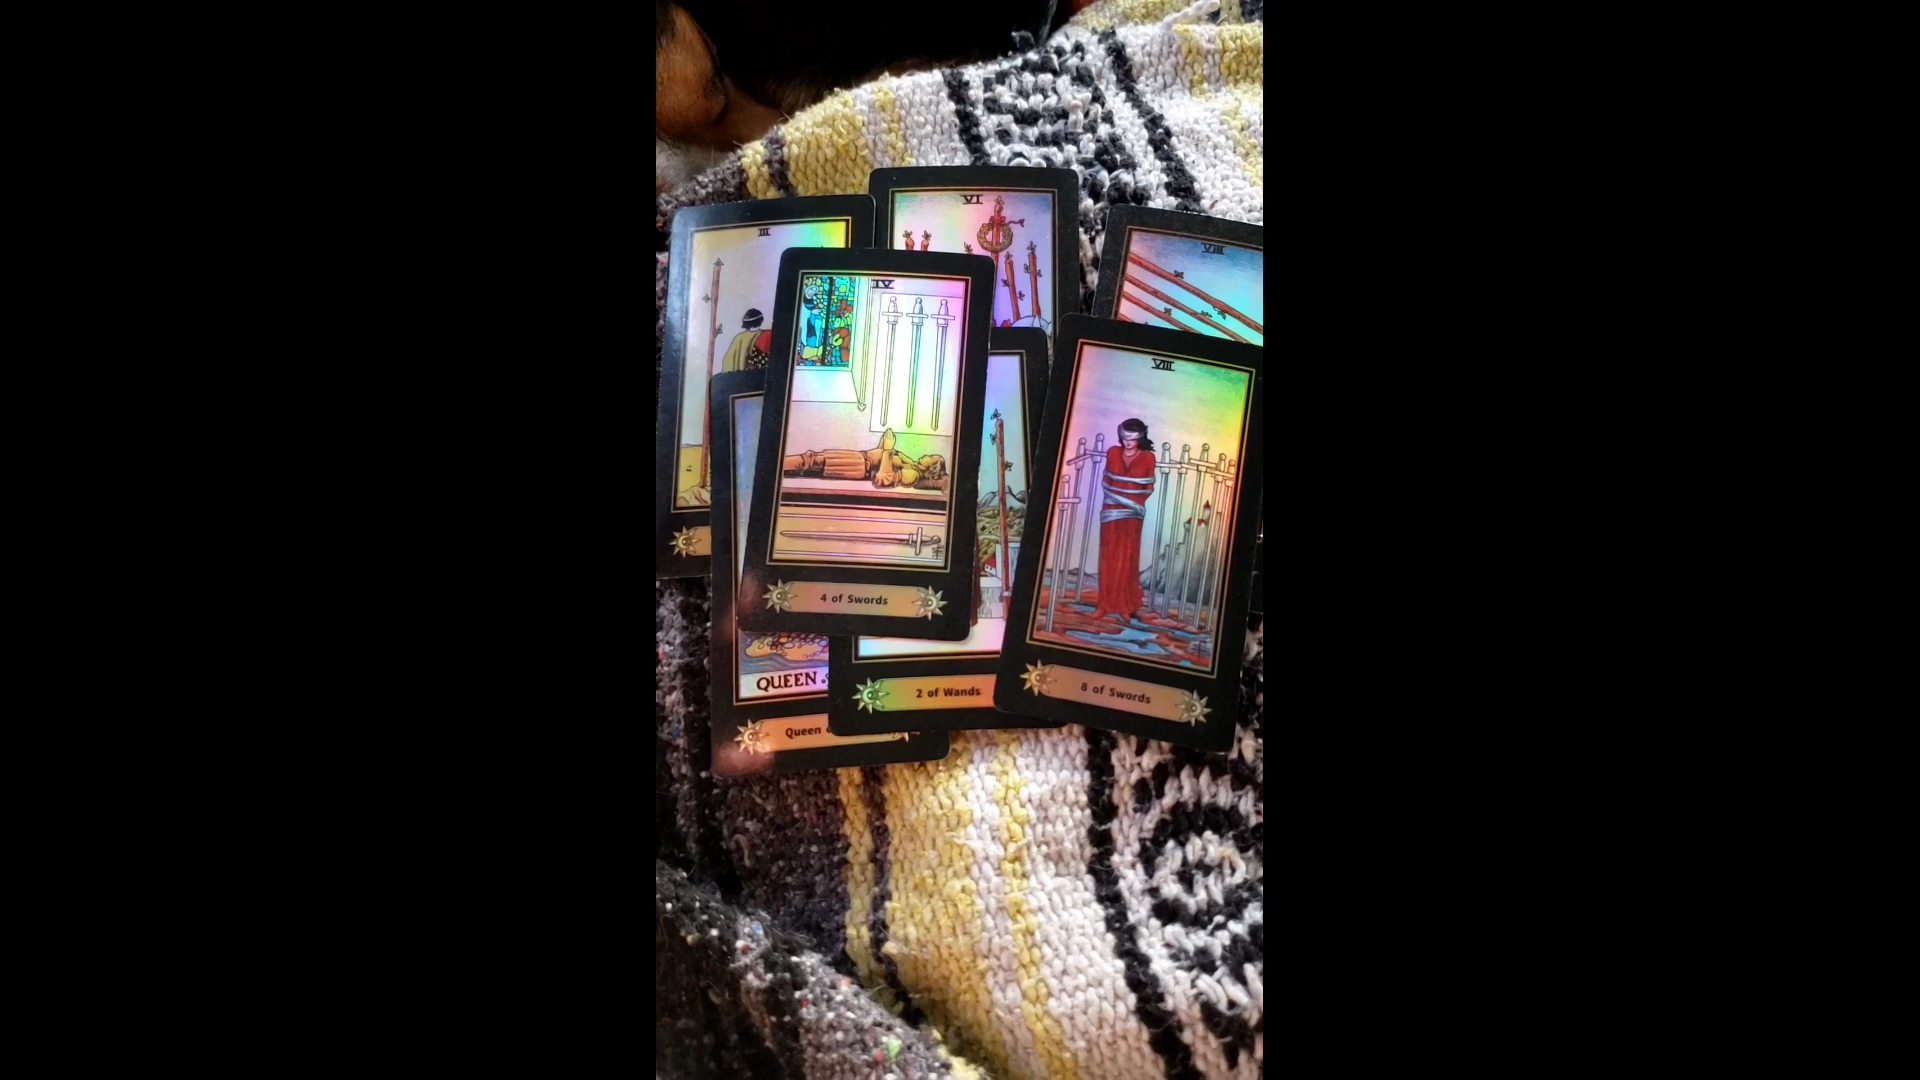 VI
III
VIII
IV
VIII
4 of Swords
QUEEN
2 of Wands
8 of Swords
Queen